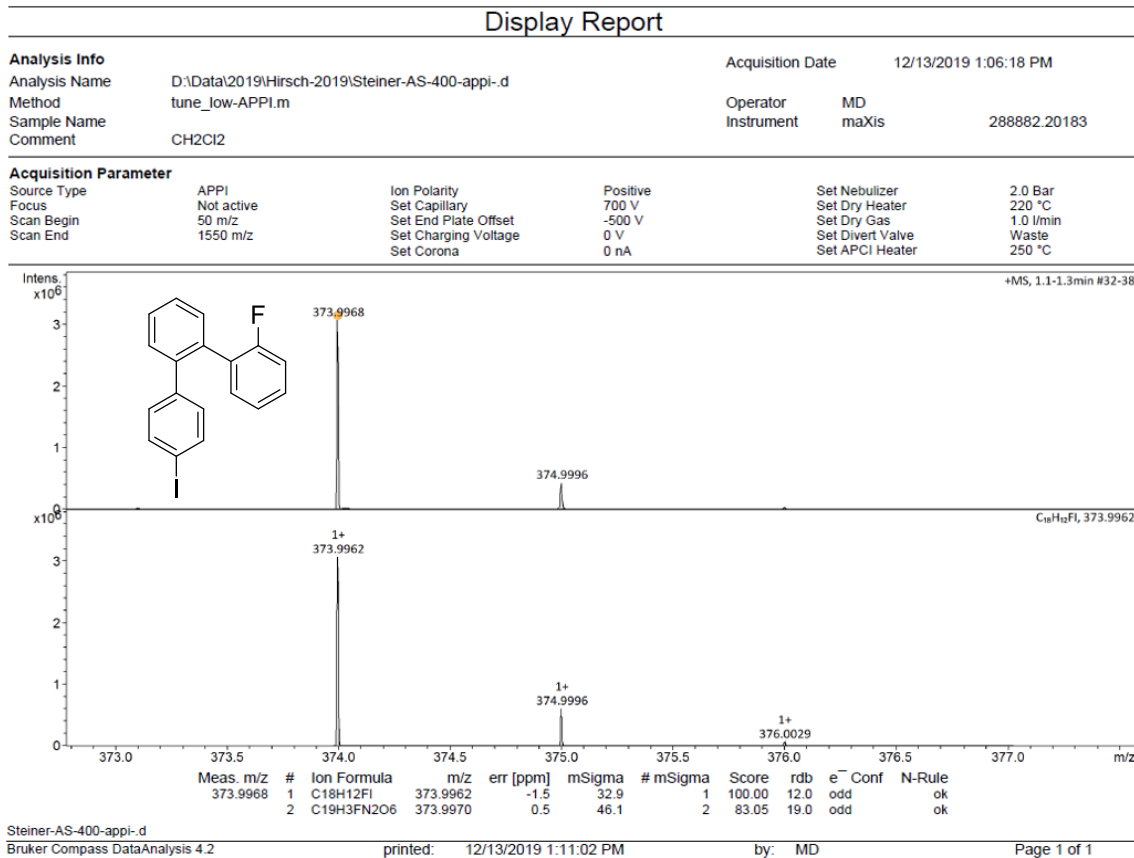 Display Report
Analysis Info
Acquisition Date 12/13/2019 1:06:18 PM
Analysis Name D:\Data\2019\Hirsch-2019\Steiner-AS-400-appi-.d
Method tune_low-APPI.m Operator MD
Sample Name Instrument maXis 288882.20183
Comment CH2Cl2
Acquisition Parameter
Source Type APPI Ion Polarity Positive Set Nebulizer 2.0 Bar
Focus Not active Set Capillary 700 V Set Dry Heater 220 °C
Scan Begin 50 m/z Set End Plate Offset -500 V Set Dry Gas 1.0 l/min
Scan End 1550 m/z Set Charging Voltage 0 V Set Divert Valve Waste
Set Corona 0 nA Set APCI Heater 250 °C
Intens. +MS, 1.1-1.3min #32-38
x10⁶
373.9968
F
3
2
1
374.9996
I
0
x10⁶ C₁₈H₁₂FI, 373.9962
1+
373.9962
3
2
1
1+
374.9996
1+
376.0029
0
373.0 373.5 374.0 374.5 375.0 375.5 376.0 376.5 377.0 m/z
Meas. m/z # Ion Formula m/z err [ppm] mSigma # mSigma Score rdb e⁻ Conf N-Rule
373.9968 1 C18H12FI 373.9962 -1.5 32.9 1 100.00 12.0 odd ok
2 C19H3FN2O6 373.9970 0.5 46.1 2 83.05 19.0 odd ok
Steiner-AS-400-appi-.d
Bruker Compass DataAnalysis 4.2 printed: 12/13/2019 1:11:02 PM by: MD Page 1 of 1